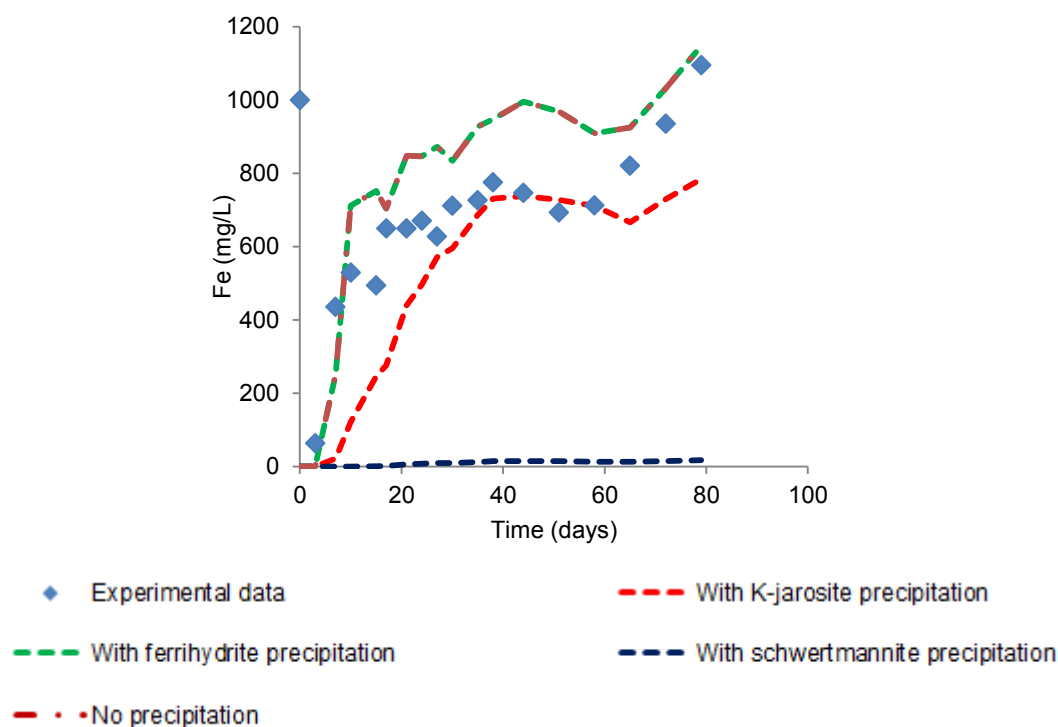 1200
1000
800
600
400
200
0
Fe (mg/L)
0 20 40 60 80 100
Time (days)
Experimental data
With K-jarosite precipitation
With ferrihydrite precipitation
With schwertmannite precipitation
No precipitation